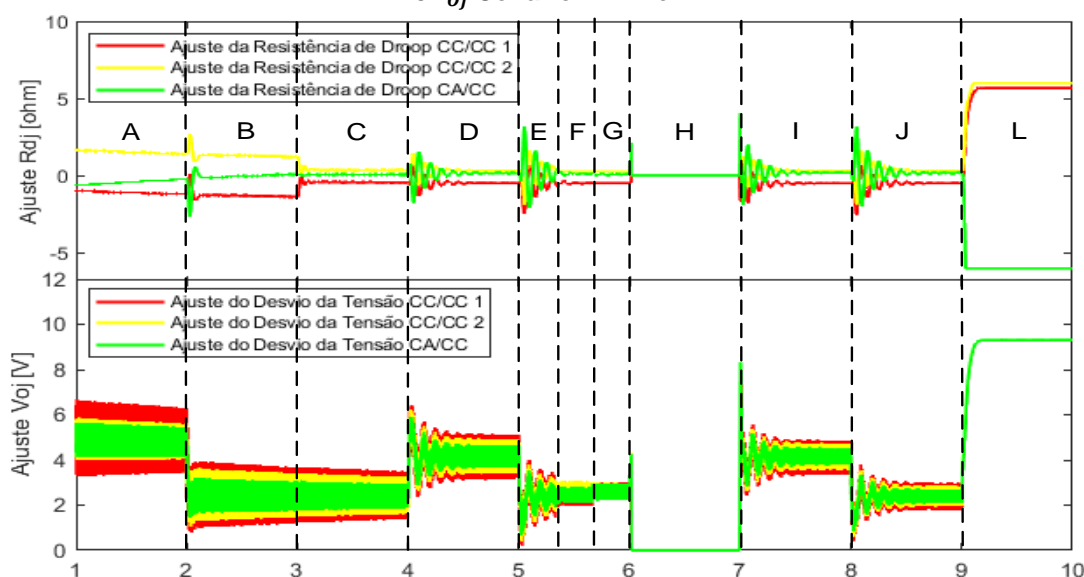 10
5
0
-5
Ajuste Rdj [ohm]
Ajuste da Resistência de Droop CC/CC 1
Ajuste da Resistência de Droop CC/CC 2
Ajuste da Resistência de Droop CA/CC
A B C D E F G H I J L
12
10
8
6
4
2
0
Ajuste Voj [V]
Ajuste do Desvio da Tensão CC/CC 1
Ajuste do Desvio da Tensão CC/CC 2
Ajuste do Desvio da Tensão CA/CC
1 2 3 4 5 6 7 8 9 10